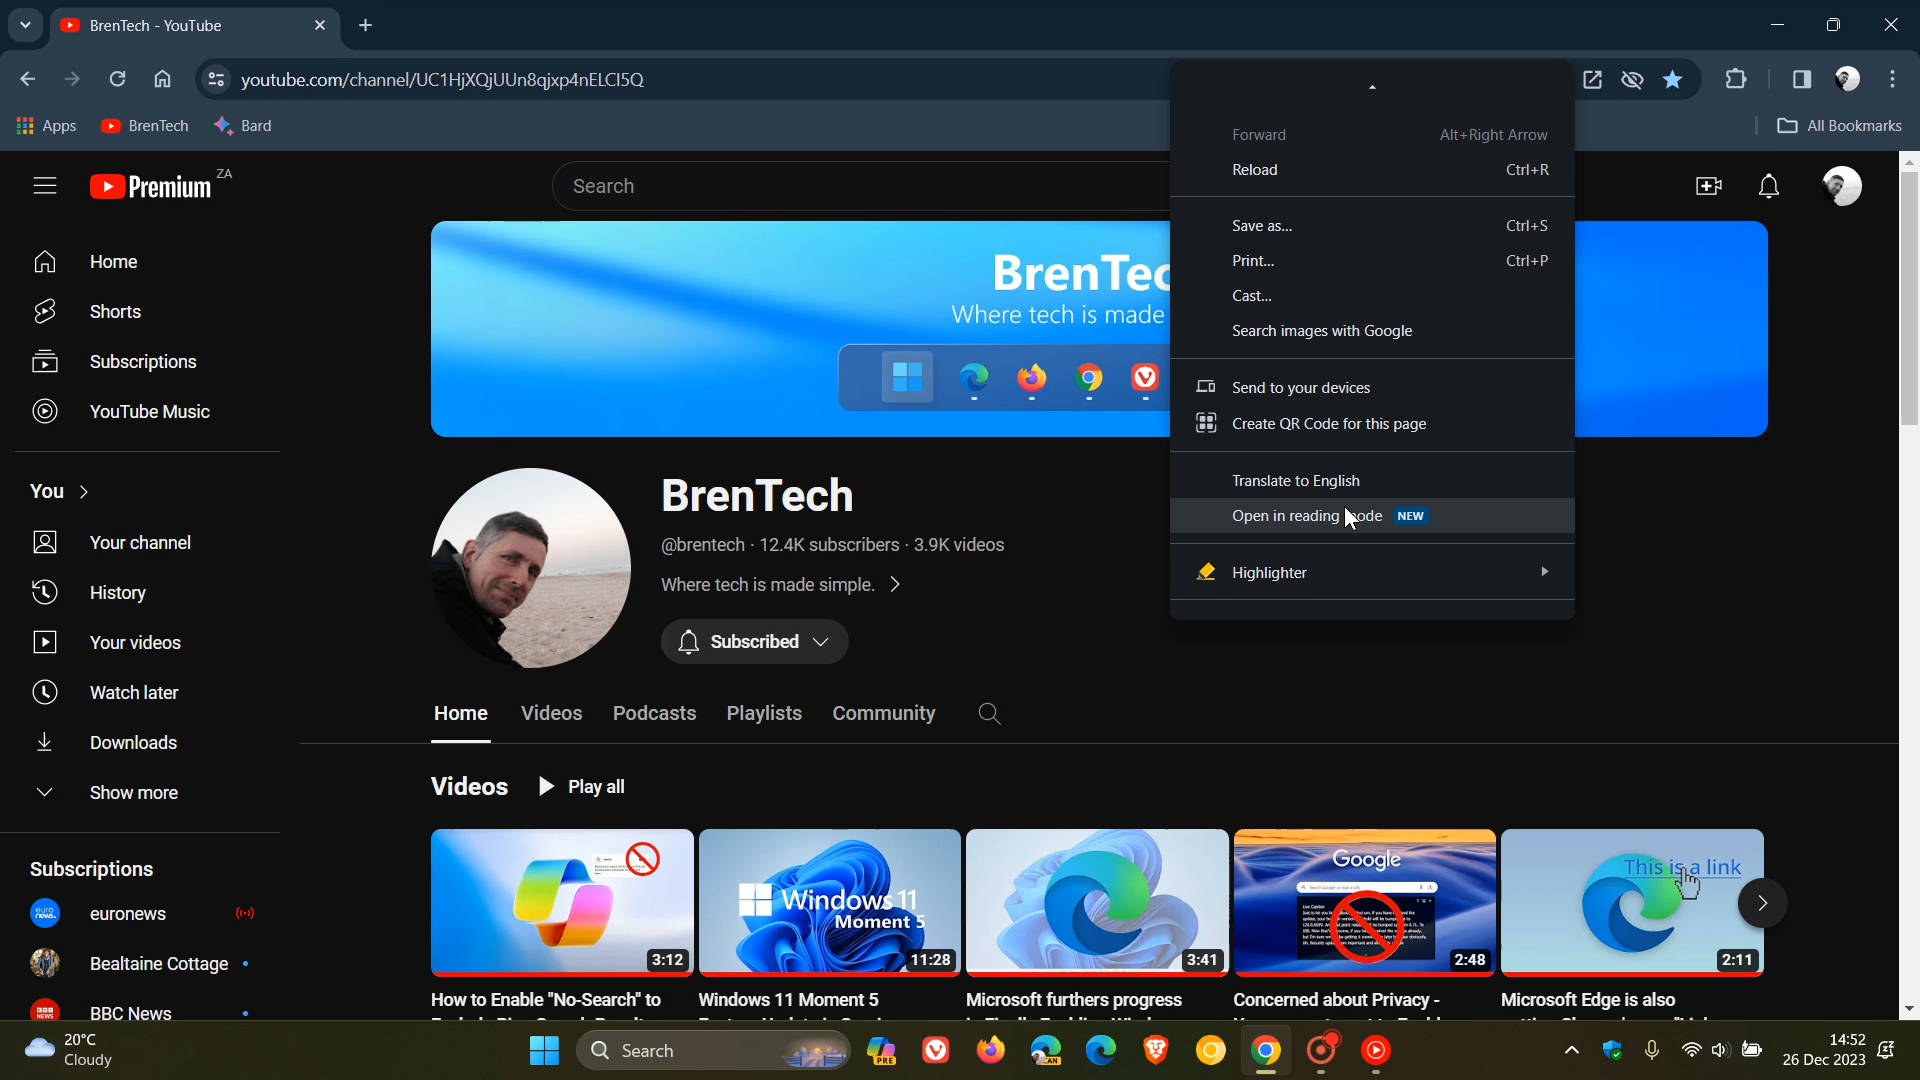 BrenTech - YouTube
youtube.com/channel/UC1HjXQjUUn8qjxp4nELCI5Q
Apps BrenTech Bard All Bookmarks
Premium ZA
Search
Home
Shorts
Subscriptions
YouTube Music
You
Your channel
History
Your videos
Watch later
Downloads
Show more
Subscriptions
euronews
Bealtaine Cottage
BBC News
BrenTec
Where tech is made
Forward Alt+Right Arrow
Reload Ctrl+R
Save as... Ctrl+S
Print... Ctrl+P
Cast...
Search images with Google
Send to your devices
Create QR Code for this page
Translate to English
Open in reading mode NEW
Highlighter
BrenTech
@brentech · 12.4K subscribers · 3.9K videos
Where tech is made simple.
Subscribed
Home Videos Podcasts Playlists Community
Videos Play all
3:12
Windows 11
Moment 5
11:28
3:41
Google
Live Caption
2:48
This is a link
2:11
How to Enable "No-Search" to
Windows 11 Moment 5
Microsoft furthers progress
Concerned about Privacy -
Microsoft Edge is also
20°C
Cloudy
Search
PRE
CAN
14:52
26 Dec 2023